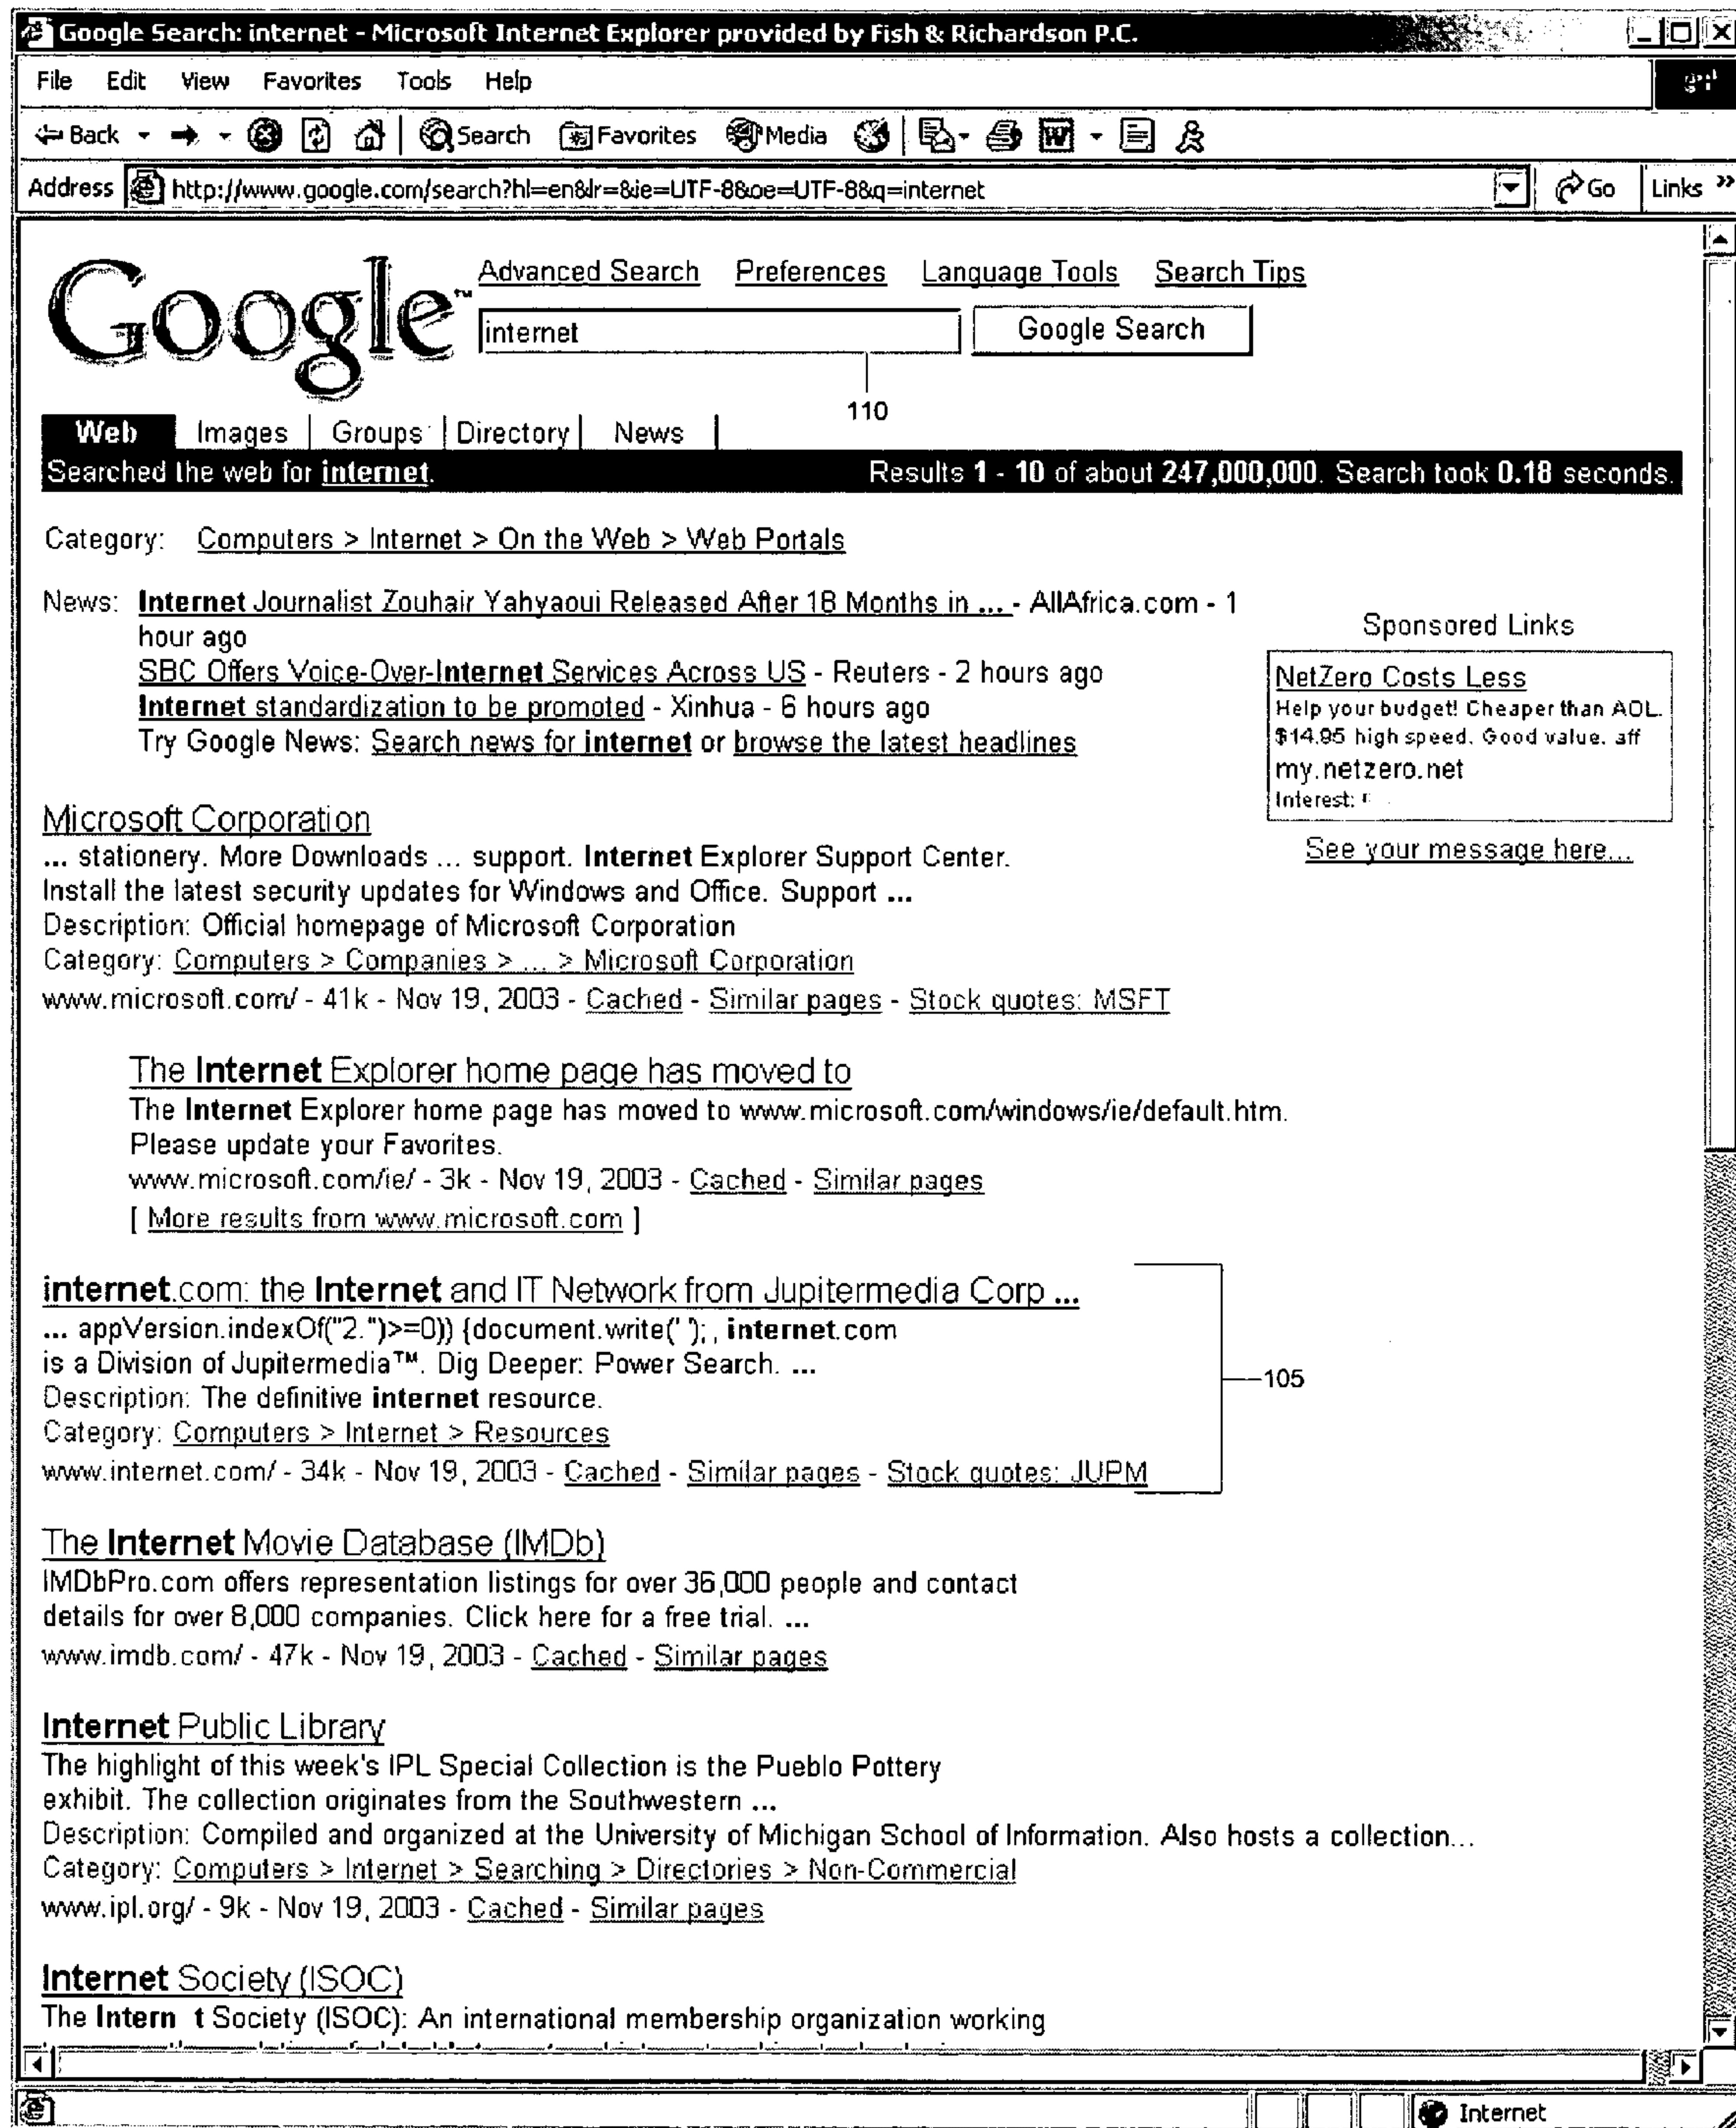 Google Search: internet - Microsoft Internet Explorer provided by Fish & Richardson P.C.
File Edit View Favorites Tools Help
Back Search Favorites Media
Address http://www.google.com/search?hl=en&lr=&ie=UTF-8&oe=UTF-8&q=internet Go Links »
Google™
Advanced Search Preferences Language Tools Search Tips
internet Google Search
110
Web Images Groups Directory News
Searched the web for internet. Results 1 - 10 of about 247,000,000. Search took 0.18 seconds.
Category: Computers > Internet > On the Web > Web Portals
News: Internet Journalist Zouhair Yahyaoui Released After 18 Months in ... - AllAfrica.com - 1
hour ago
SBC Offers Voice-Over-Internet Services Across US - Reuters - 2 hours ago
Internet standardization to be promoted - Xinhua - 6 hours ago
Try Google News: Search news for internet or browse the latest headlines
Sponsored Links
NetZero Costs Less
Help your budget! Cheaper than AOL.
$14.95 high speed. Good value. aff
my.netzero.net
Interest:
See your message here...
Microsoft Corporation
... stationery. More Downloads ... support. Internet Explorer Support Center.
Install the latest security updates for Windows and Office. Support ...
Description: Official homepage of Microsoft Corporation
Category: Computers > Companies > ... > Microsoft Corporation
www.microsoft.com/ - 41k - Nov 19, 2003 - Cached - Similar pages - Stock quotes: MSFT
The Internet Explorer home page has moved to
The Internet Explorer home page has moved to www.microsoft.com/windows/ie/default.htm.
Please update your Favorites.
www.microsoft.com/ie/ - 3k - Nov 19, 2003 - Cached - Similar pages
[ More results from www.microsoft.com ]
internet.com: the Internet and IT Network from Jupitermedia Corp ...
... appVersion.indexOf("2.")>=0)) {document.write(' ');, internet.com
is a Division of Jupitermedia™. Dig Deeper: Power Search. ...
Description: The definitive internet resource.
Category: Computers > Internet > Resources
www.internet.com/ - 34k - Nov 19, 2003 - Cached - Similar pages - Stock quotes: JUPM
105
The Internet Movie Database (IMDb)
IMDbPro.com offers representation listings for over 36,000 people and contact
details for over 8,000 companies. Click here for a free trial. ...
www.imdb.com/ - 47k - Nov 19, 2003 - Cached - Similar pages
Internet Public Library
The highlight of this week's IPL Special Collection is the Pueblo Pottery
exhibit. The collection originates from the Southwestern ...
Description: Compiled and organized at the University of Michigan School of Information. Also hosts a collection...
Category: Computers > Internet > Searching > Directories > Non-Commercial
www.ipl.org/ - 9k - Nov 19, 2003 - Cached - Similar pages
Internet Society (ISOC)
The Intern t Society (ISOC): An international membership organization working
Internet